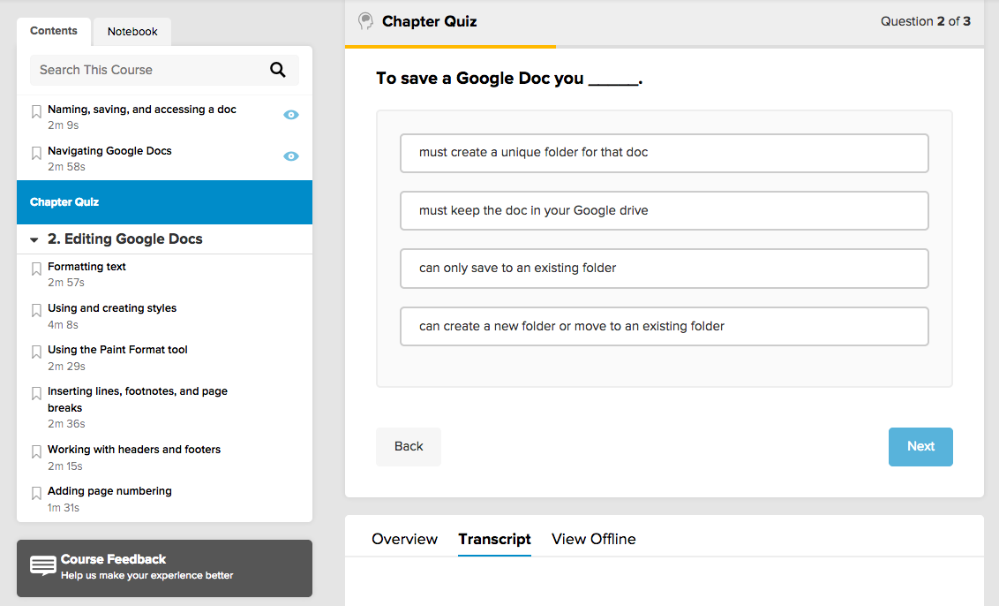 Contents
Notebook
Search This Course
Naming, saving, and accessing a doc
2m 9s
Navigating Google Docs
2m 58s
Chapter Quiz
2. Editing Google Docs
Formatting text
2m 57s
Using and creating styles
4m 8s
Using the Paint Format tool
2m 29s
Inserting lines, footnotes, and page
breaks
2m 36s
Working with headers and footers
2m 15s
Adding page numbering
1m 31s
Course Feedback
Help us make your experience better
Chapter Quiz
Question 2 of 3
To save a Google Doc you _____.
must create a unique folder for that doc
must keep the doc in your Google drive
can only save to an existing folder
can create a new folder or move to an existing folder
Back
Next
Overview
Transcript
View Offline